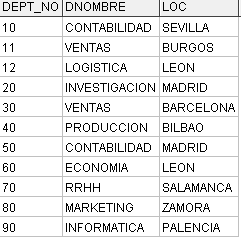 DEPT_NO DNOMBRE LOC
10 CONTABILIDAD SEVILLA
11 VENTAS BURGOS
12 LOGISTICA LEON
20 INVESTIGACION MADRID
30 VENTAS BARCELONA
40 PRODUCCION BILBAO
50 CONTABILIDAD MADRID
60 ECONOMIA LEON
70 RRHH SALAMANCA
80 MARKETING ZAMORA
90 INFORMATICA PALENCIA